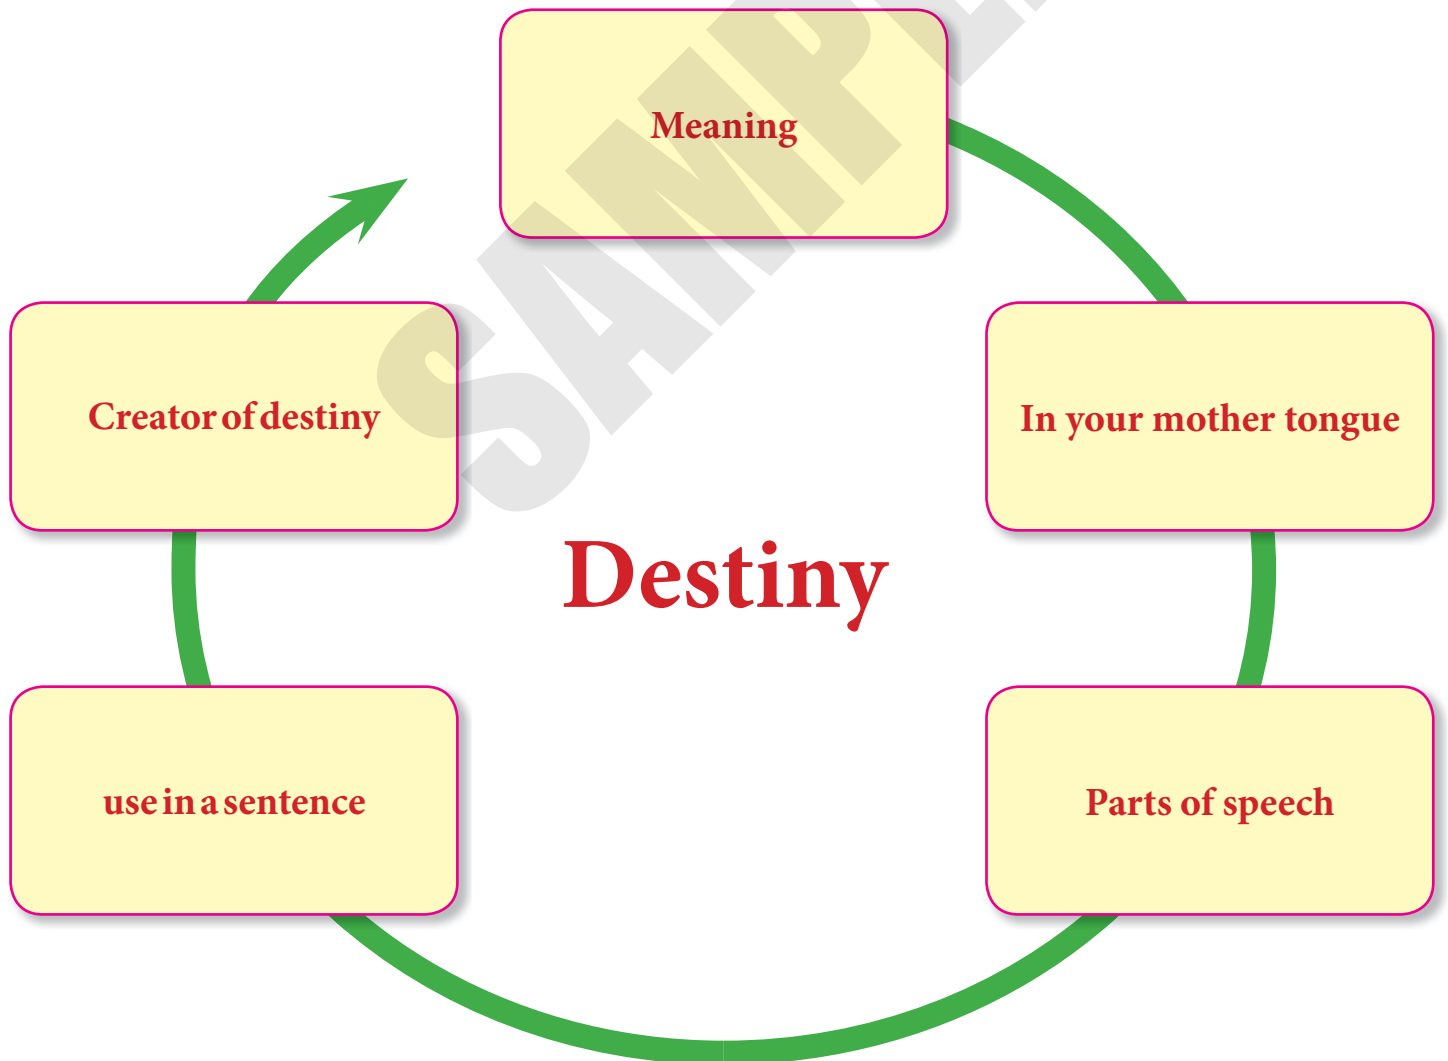 SAMPLE
Meaning
Creator of destiny
In your mother tongue
Destiny
use in a sentence
Parts of speech